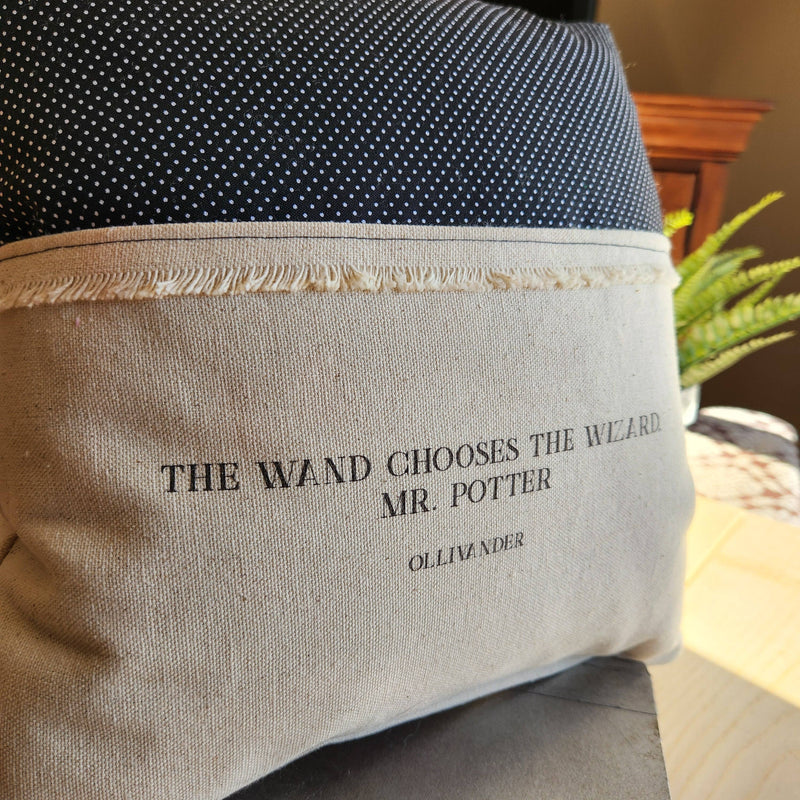 THE WAND CHOOSES THE WIZARD.
MR. POTTER
OLLIVANDER